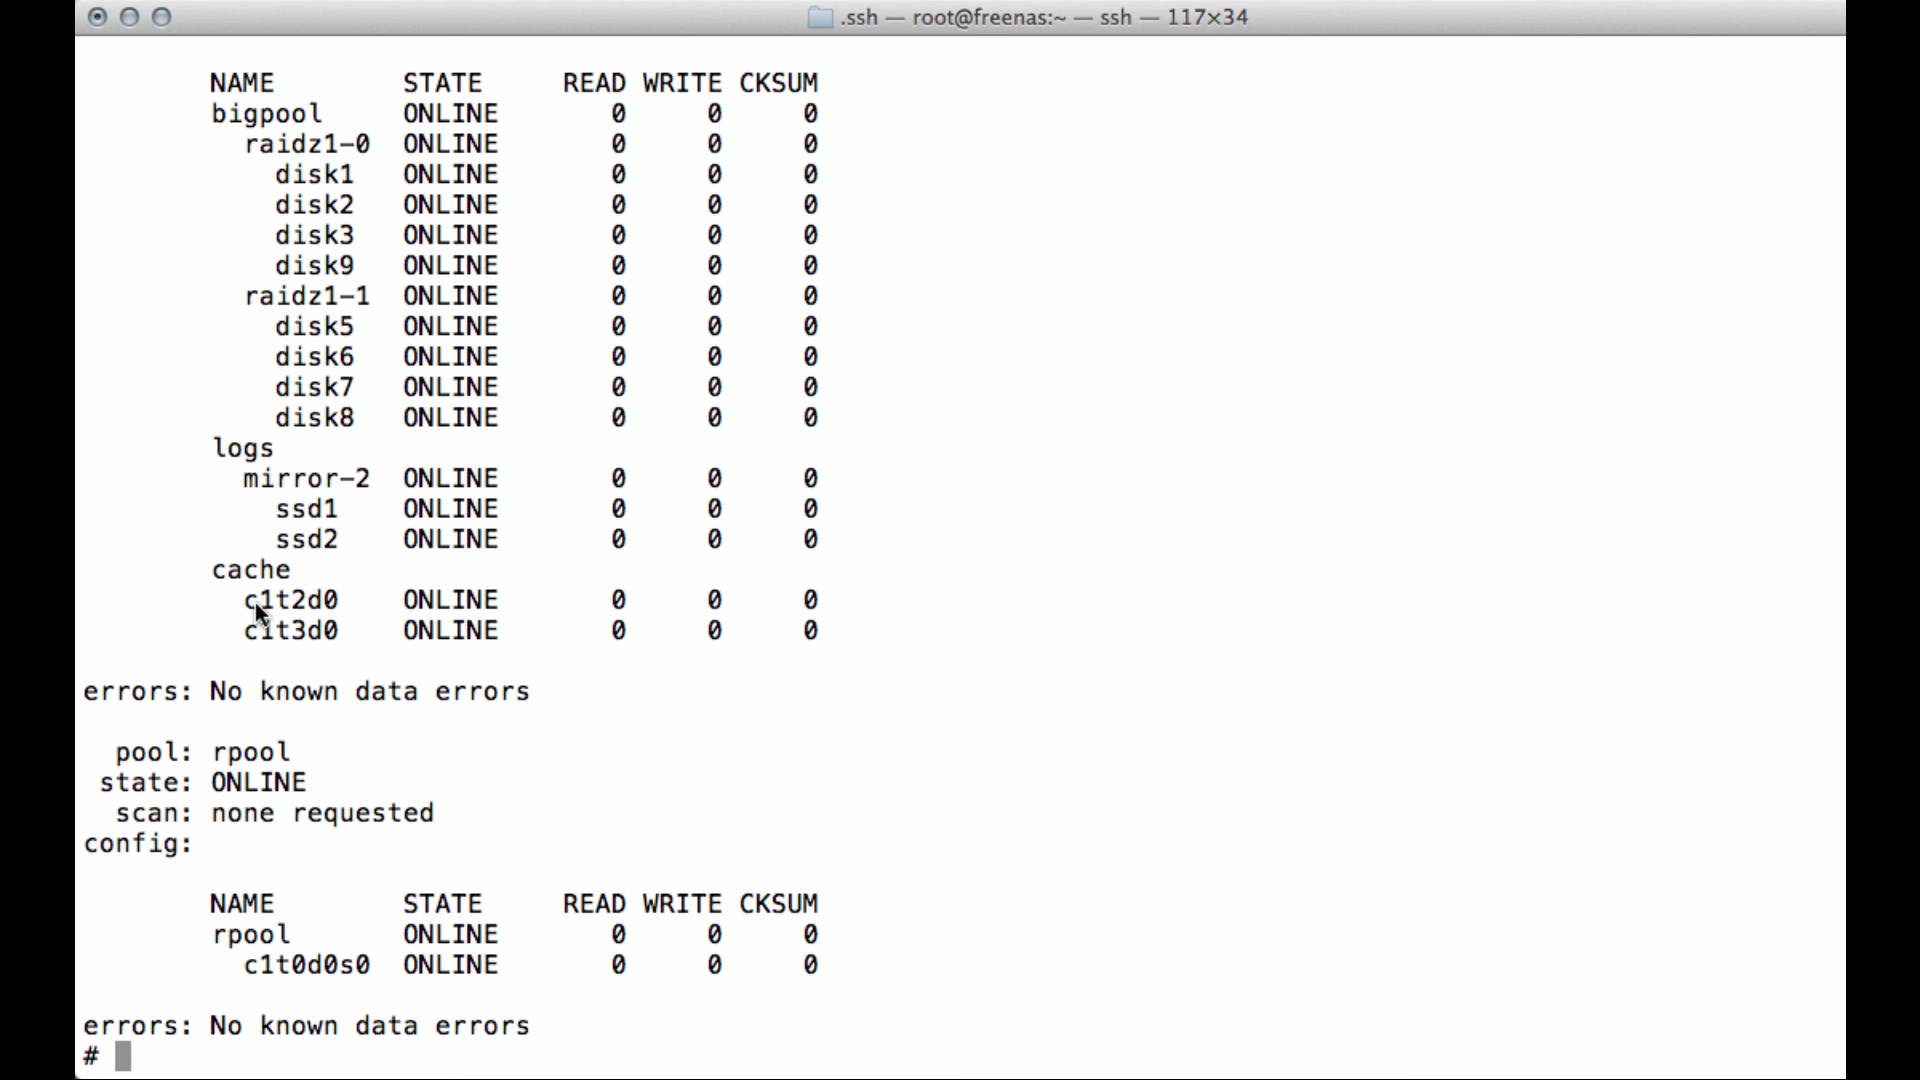 .ssh — root@freenas:~ — ssh — 117×34
NAME STATE READ WRITE CKSUM
bigpool ONLINE 0 0 0
raidz1-0 ONLINE 0 0 0
disk1 ONLINE 0 0 0
disk2 ONLINE 0 0 0
disk3 ONLINE 0 0 0
disk9 ONLINE 0 0 0
raidz1-1 ONLINE 0 0 0
disk5 ONLINE 0 0 0
disk6 ONLINE 0 0 0
disk7 ONLINE 0 0 0
disk8 ONLINE 0 0 0
logs
mirror-2 ONLINE 0 0 0
ssd1 ONLINE 0 0 0
ssd2 ONLINE 0 0 0
cache
c1t2d0 ONLINE 0 0 0
c1t3d0 ONLINE 0 0 0
errors: No known data errors
pool: rpool
state: ONLINE
scan: none requested
config:
NAME STATE READ WRITE CKSUM
rpool ONLINE 0 0 0
c1t0d0s0 ONLINE 0 0 0
errors: No known data errors
#